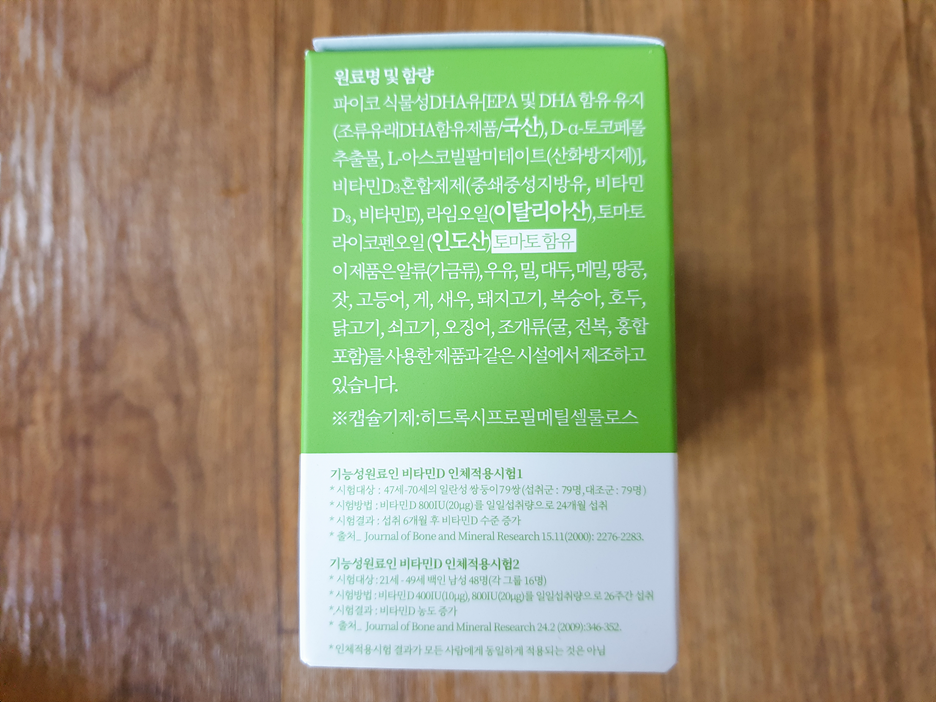 원료명 및 함량
파이코 식물성DHA유[EPA 및 DHA 함유 유지
(조류유래DHA함유제품/국산), D-α-토코페롤
추출물, L-아스코빌팔미테이트(산화방지제)],
비타민D₃혼합제제(중쇄중성지방유, 비타민
D₃, 비타민E), 라임오일(이탈리아산), 토마토
라이코펜오일 (인도산) 토마토 함유
이 제품은 알류(가금류), 우유, 밀, 대두, 메밀, 땅콩,
잣, 고등어, 게, 새우, 돼지고기, 복숭아, 호두,
닭고기, 쇠고기, 오징어, 조개류(굴, 전복, 홍합
포함)를 사용한 제품과 같은 시설에서 제조하고
있습니다.
※캡슐기제:히드록시프로필메틸셀룰로스
기능성원료인 비타민D 인체적용시험1
* 시험대상 : 47세-70세의 일란성 쌍둥이 79쌍(섭취군 : 79명, 대조군 : 79명)
* 시험방법 : 비타민D 800IU(20μg)를 일일섭취량으로 24개월 섭취
* 시험결과 : 섭취 6개월 후 비타민D 수준 증가
* 출처_ Journal of Bone and Mineral Research 15.11(2000): 2276-2283.
기능성원료인 비타민D 인체적용시험2
* 시험대상 : 21세 - 49세 백인 남성 48명(각 그룹 16명)
* 시험방법 : 비타민D 400IU(10μg), 800IU(20μg)를 일일섭취량으로 26주간 섭취
* 시험결과 : 비타민D 농도 증가
* 출처_ Journal of Bone and Mineral Research 24.2 (2009):346-352.
* 인체적용시험 결과가 모든 사람에게 동일하게 적용되는 것은 아님